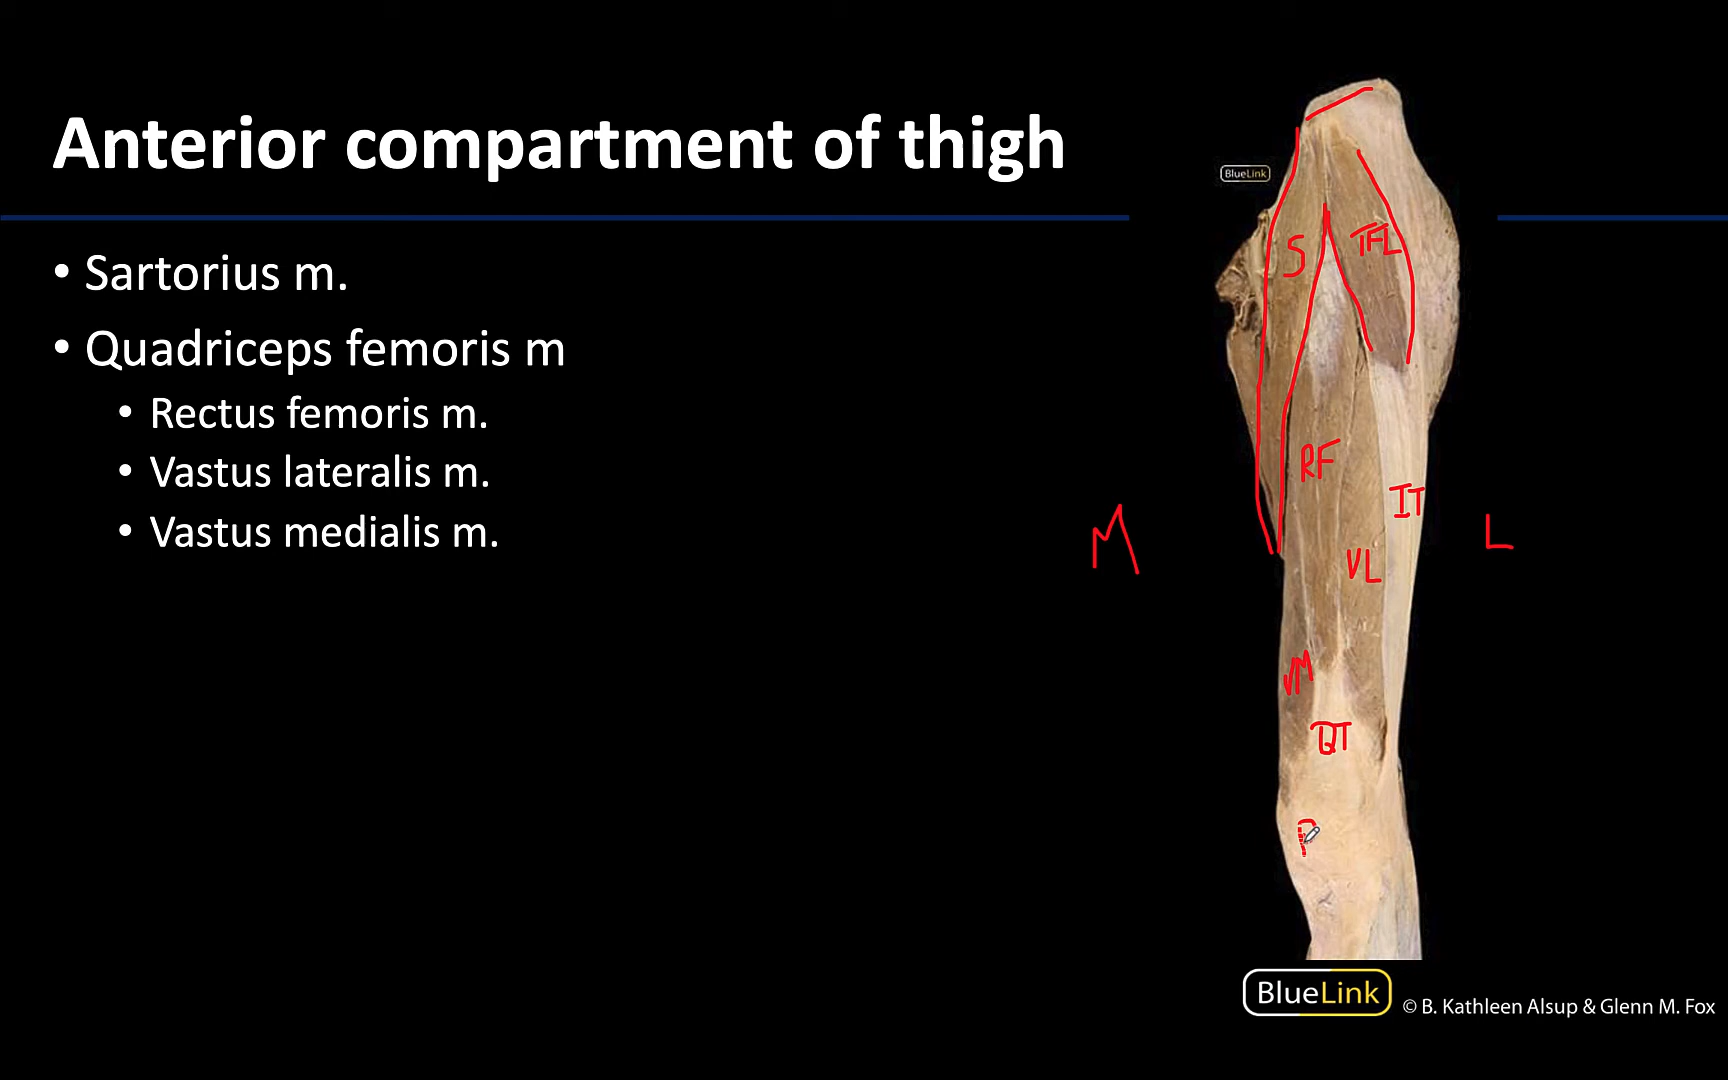 Anterior compartment of thigh
• Sartorius m.
• Quadriceps femoris m
• Rectus femoris m.
• Vastus lateralis m.
• Vastus medialis m.
BlueLink
S
TFL
RF
IT
M
L
VL
VM
QT
P
BlueLink
© B. Kathleen Alsup & Glenn M. Fox